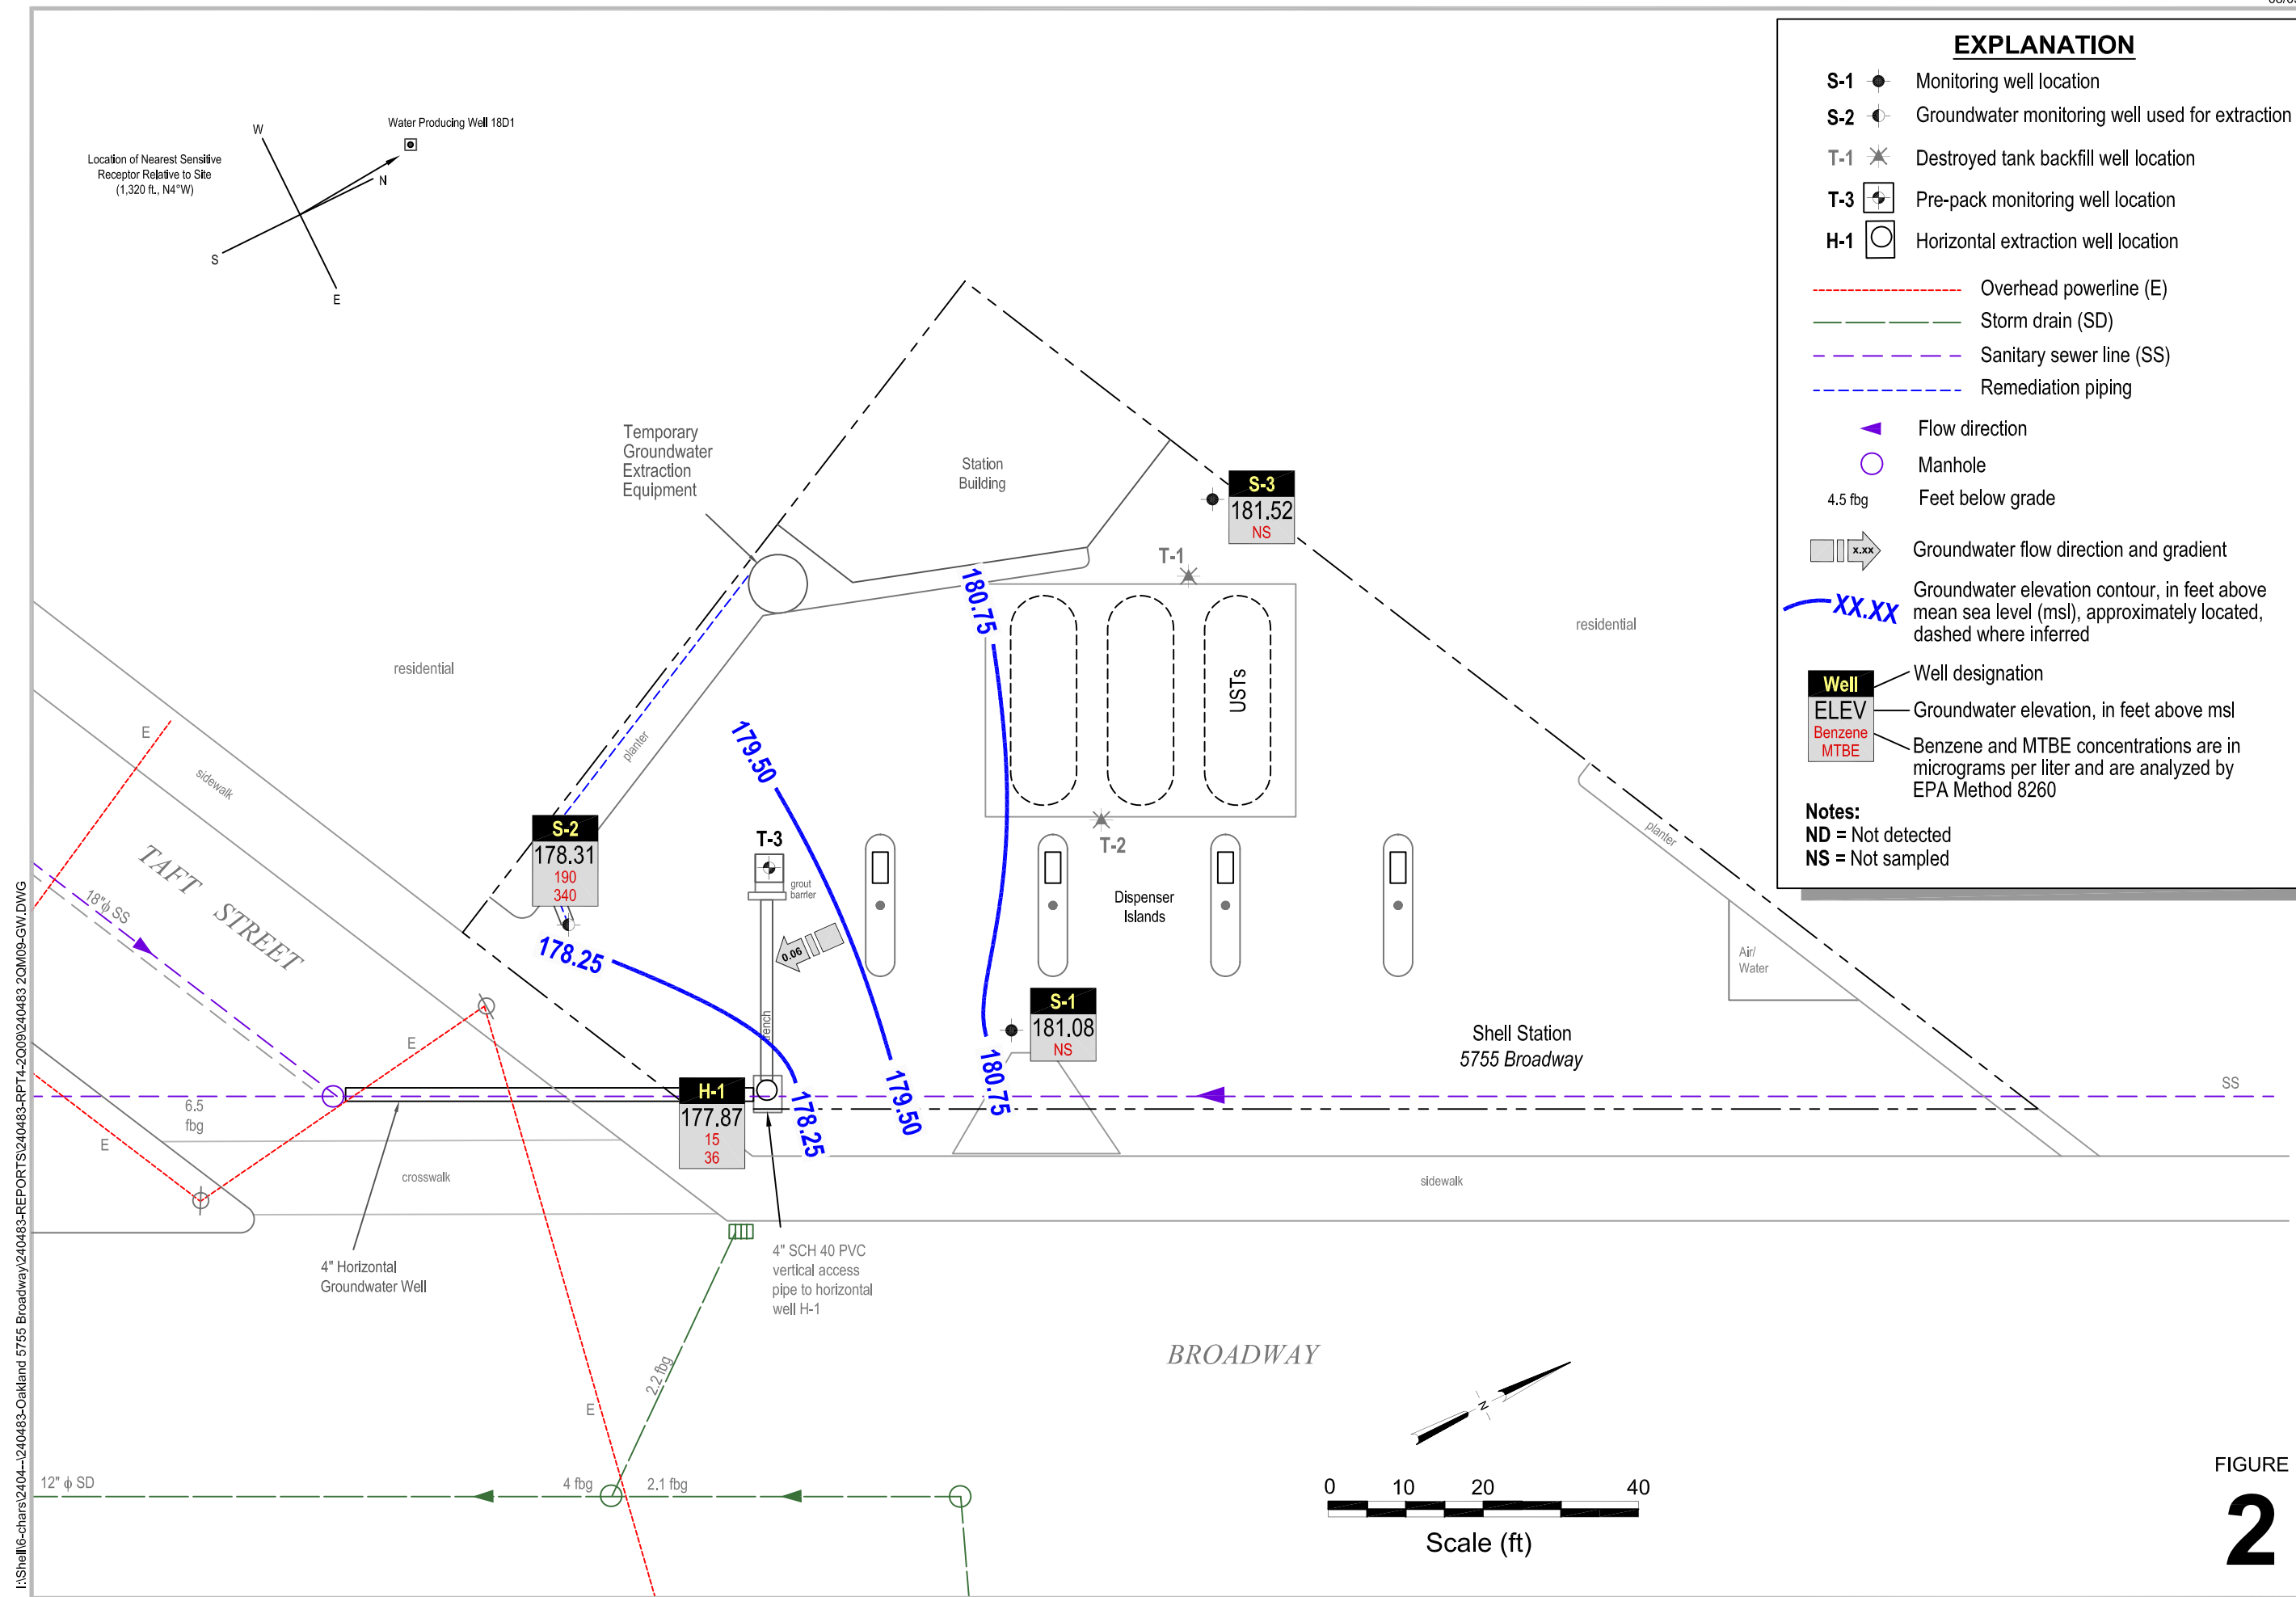 EXPLANATION
S-1 Monitoring well location
S-2 Groundwater monitoring well used for extraction
T-1 Destroyed tank backfill well location
T-3 Pre-pack monitoring well location
H-1 Horizontal extraction well location
Overhead powerline (E)
Storm drain (SD)
Sanitary sewer line (SS)
Remediation piping
Flow direction
Manhole
4.5 fbg Feet below grade
x.xx Groundwater flow direction and gradient
XX.XX Groundwater elevation contour, in feet above
mean sea level (msl), approximately located,
dashed where inferred
Well Well designation
ELEV Groundwater elevation, in feet above msl
Benzene
MTBE
Benzene and MTBE concentrations are in
micrograms per liter and are analyzed by
EPA Method 8260
Notes:
ND = Not detected
NS = Not sampled
W
N
S
E
Water Producing Well 18D1
Location of Nearest Sensitive
Receptor Relative to Site
(1,320 ft., N4°W)
Temporary
Groundwater
Extraction
Equipment
Station
Building
S-3
181.52
NS
T-1
180.75
residential
residential
USTs
179.50
planter
E
sidewalk
S-2
178.31
190
340
T-3
grout
barrier
T-2
Dispenser
Islands
planter
Air/
Water
TAFT STREET
18"ϕ SS
178.25
0.06
S-1
181.08
NS
Shell Station
5755 Broadway
E
trench
180.75
179.50
178.25
H-1
177.87
15
36
SS
6.5
fbg
E
crosswalk
sidewalk
4" Horizontal
Groundwater Well
4" SCH 40 PVC
vertical access
pipe to horizontal
well H-1
2.2 fbg
E
BROADWAY
N
12" ϕ SD
4 fbg
2.1 fbg
0 10 20 40
Scale (ft)
FIGURE
2
I:\Shell\6-chars\2404--\240483-Oakland 5755 Broadway\240483-REPORTS\240483-RPT4-2Q09\240483 2QM09-GW.DWG